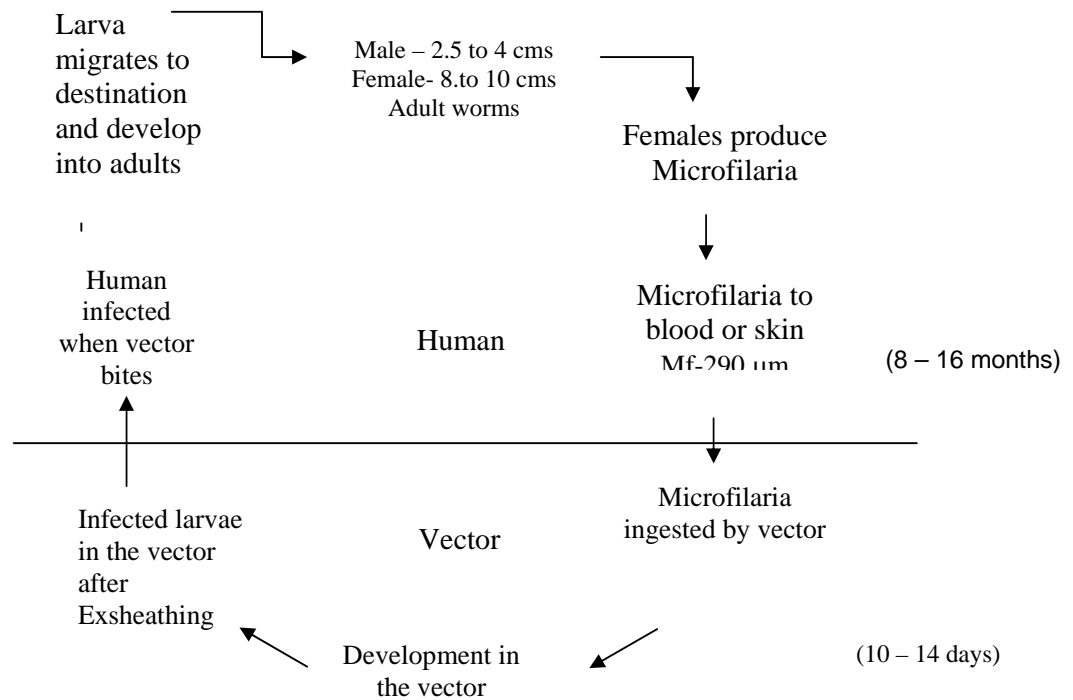 Larva
migrates to
destination
and develop
into adults
Male – 2.5 to 4 cms
Female- 8.to 10 cms
Adult worms
Females produce
Microfilaria
Human
infected
when vector
bites
Human
Microfilaria to
blood or skin
Mf-290 µm
(8 – 16 months)
Infected larvae
in the vector
after
Exsheathing
Vector
Microfilaria
ingested by vector
Development in
the vector
(10 – 14 days)